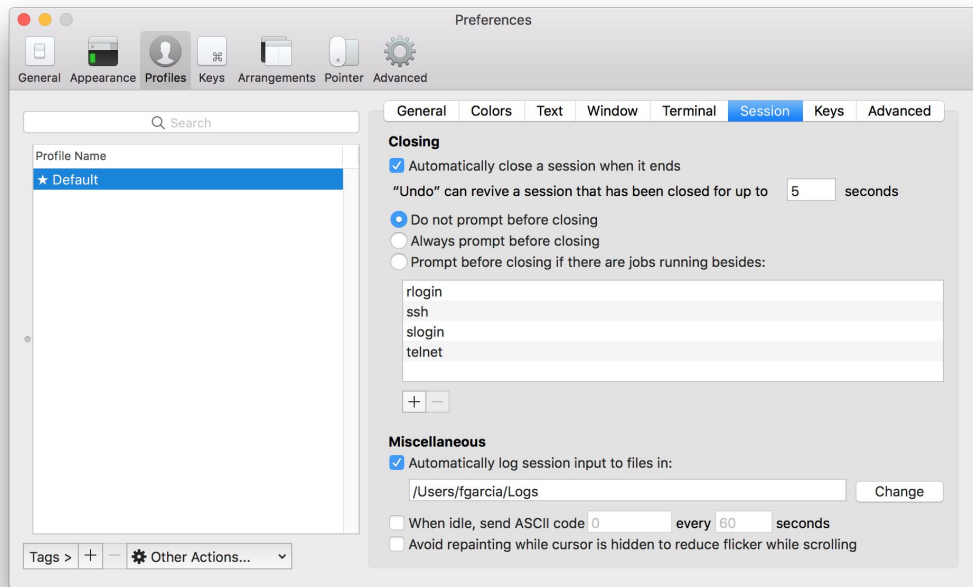 Preferences
General Appearance Profiles Keys Arrangements Pointer Advanced
Search
Profile Name
★ Default
Tags > + − Other Actions...
General Colors Text Window Terminal Session Keys Advanced
Closing
Automatically close a session when it ends
“Undo” can revive a session that has been closed for up to 5 seconds
Do not prompt before closing
Always prompt before closing
Prompt before closing if there are jobs running besides:
rlogin
ssh
slogin
telnet
+ −
Miscellaneous
Automatically log session input to files in:
/Users/fgarcia/Logs Change
When idle, send ASCII code 0 every 60 seconds
Avoid repainting while cursor is hidden to reduce flicker while scrolling